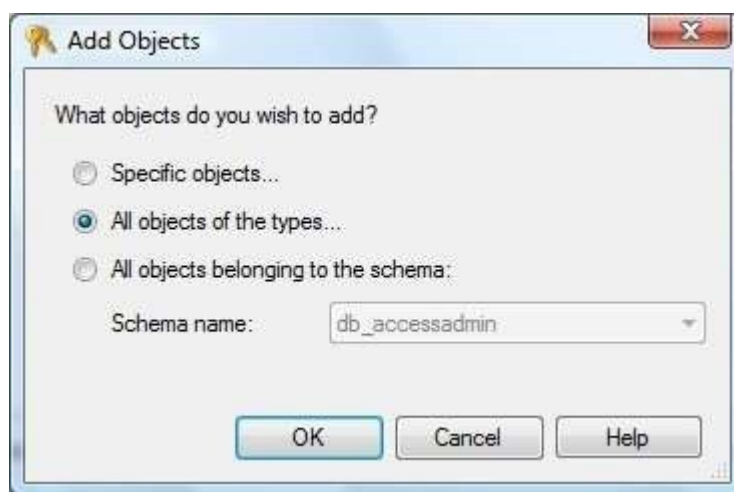 Add Objects
What objects do you wish to add?
Specific objects...
All objects of the types...
All objects belonging to the schema:
Schema name: db_accessadmin
OK Cancel Help